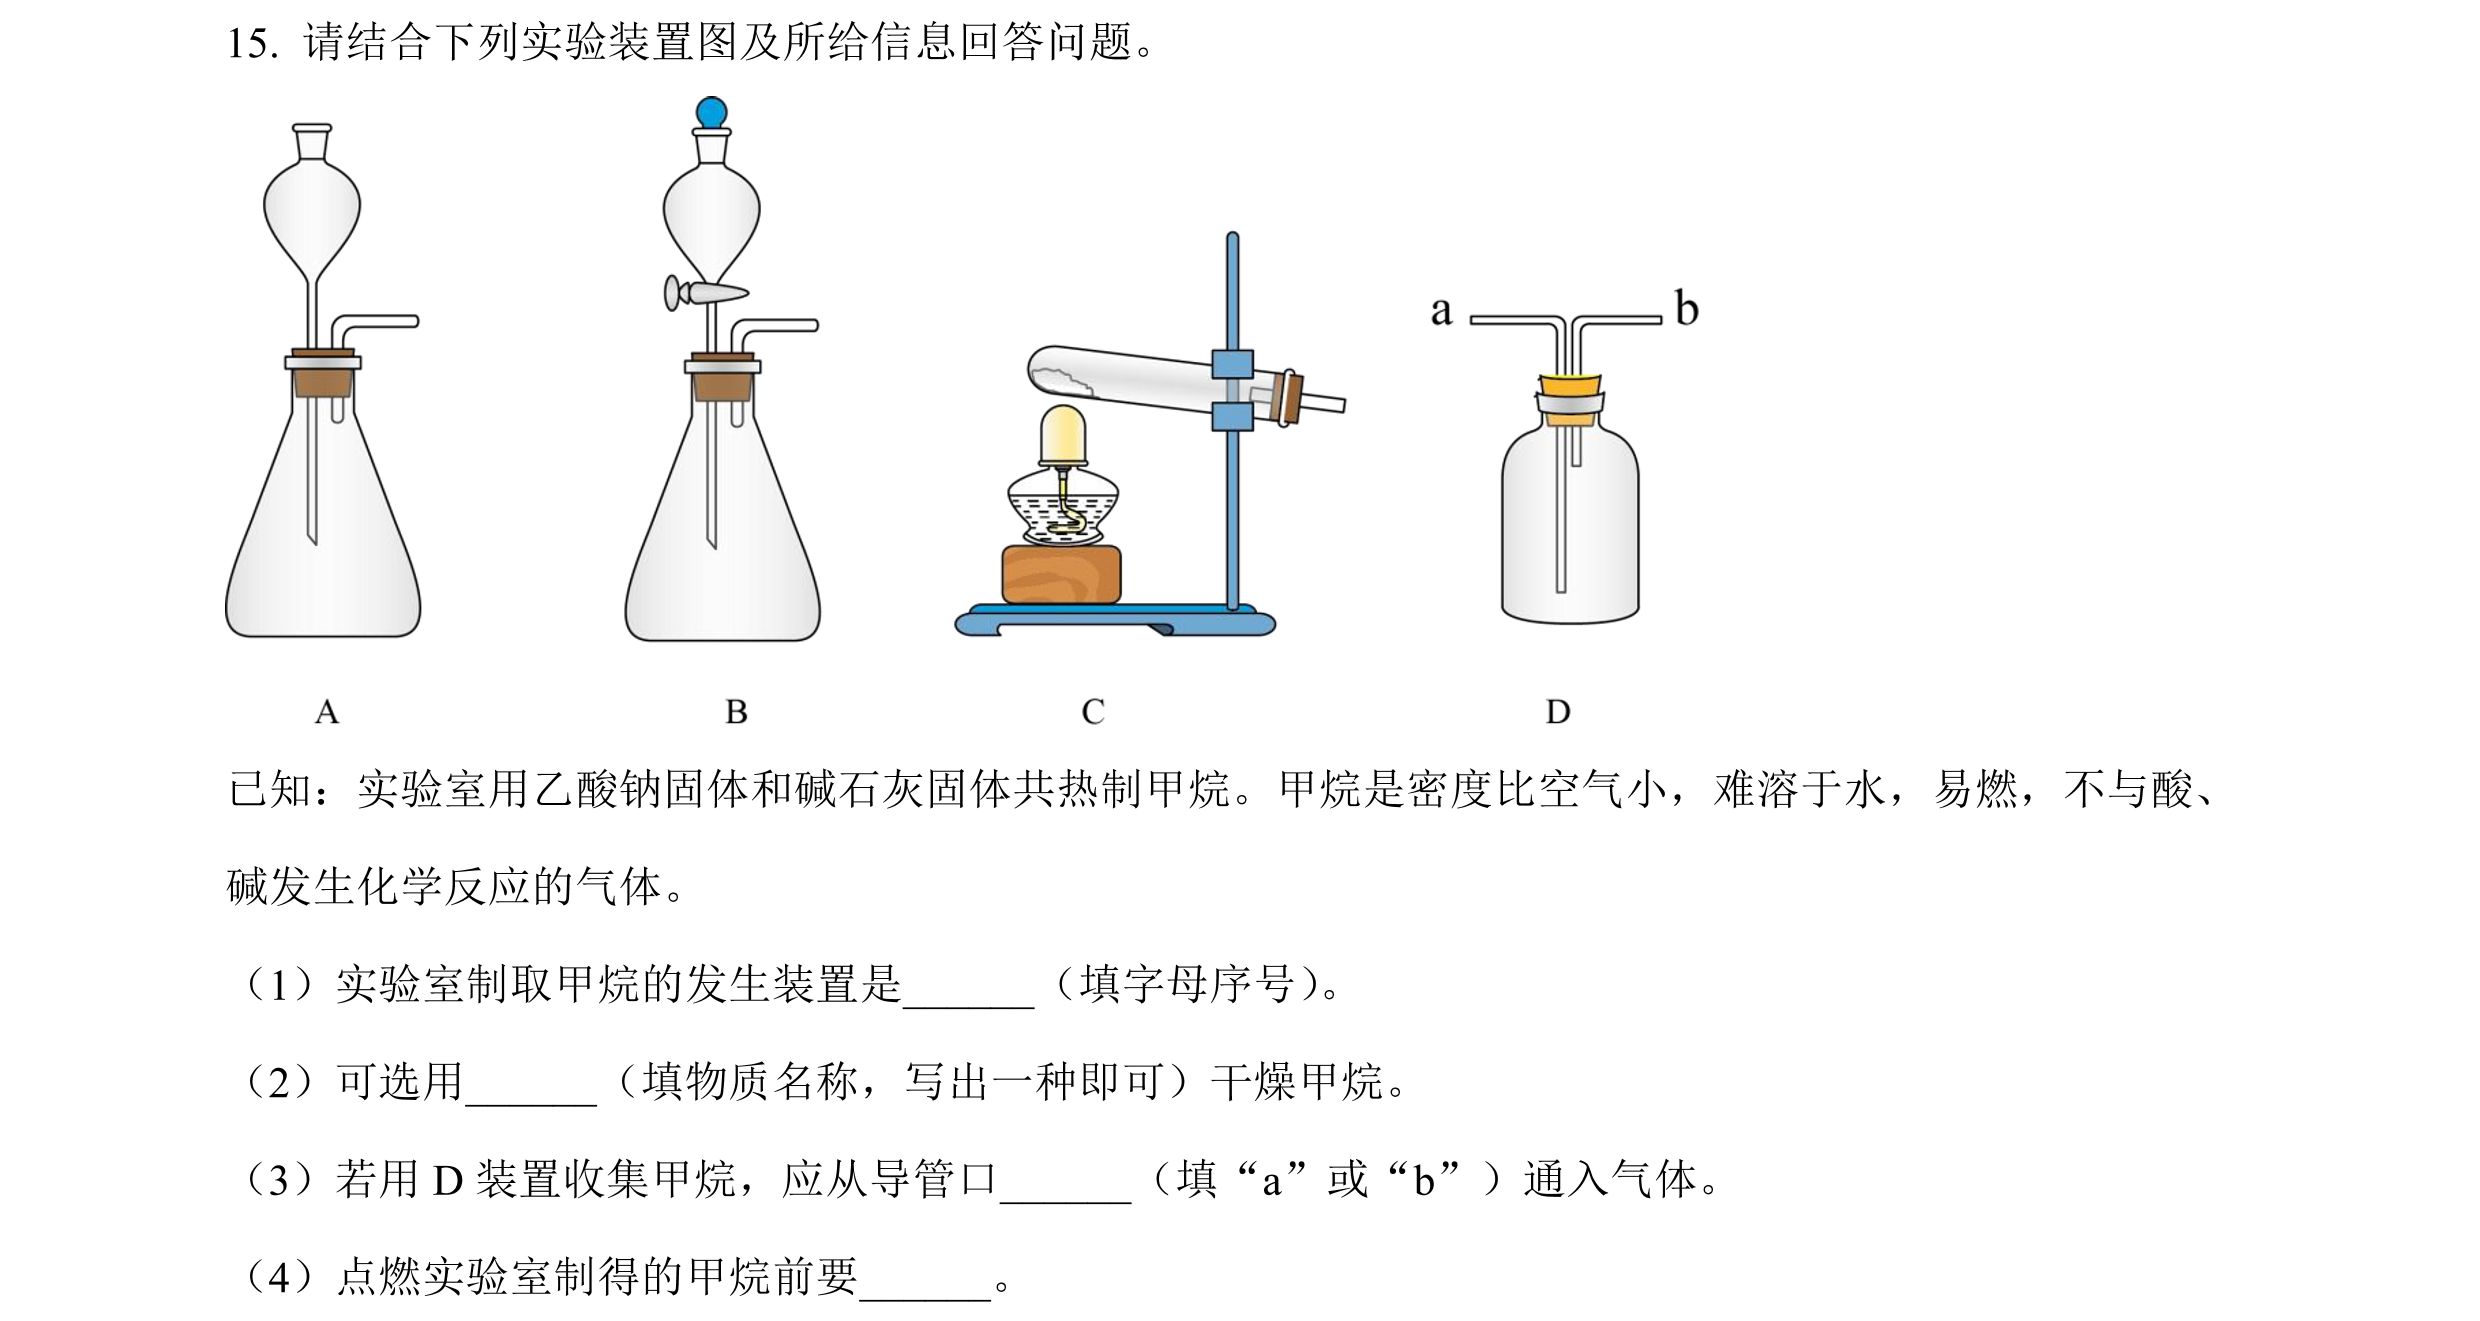 15. 请结合下列实验装置图及所给信息回答问题。
a b
A B C D
已知：实验室用乙酸钠固体和碱石灰固体共热制甲烷。甲烷是密度比空气小，难溶于水，易燃，不与酸、
碱发生化学反应的气体。
（1）实验室制取甲烷的发生装置是______（填字母序号）。
（2）可选用______（填物质名称，写出一种即可）干燥甲烷。
（3）若用 D 装置收集甲烷，应从导管口______（填“a”或“b”）通入气体。
（4）点燃实验室制得的甲烷前要______。